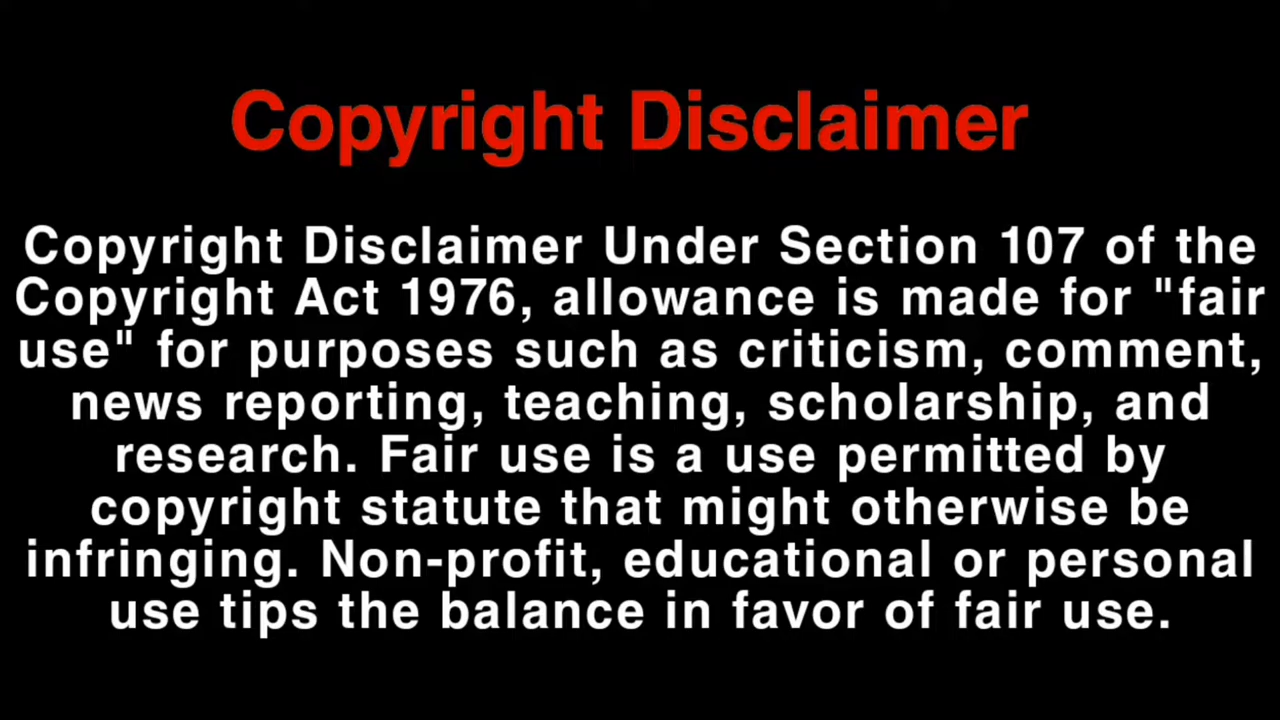 Copyright Disclaimer
Copyright Disclaimer Under Section 107 of the
Copyright Act 1976, allowance is made for "fair
use" for purposes such as criticism, comment,
news reporting, teaching, scholarship, and
research. Fair use is a use permitted by
copyright statute that might otherwise be
infringing. Non-profit, educational or personal
use tips the balance in favor of fair use.